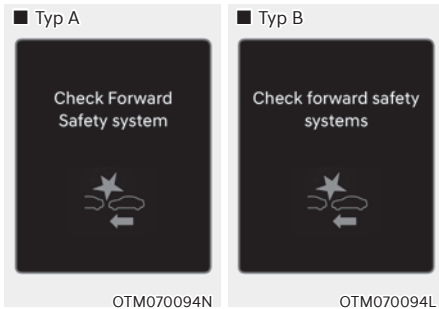 ■ Typ A
Check Forward
Safety system
OTM070094N
■ Typ B
Check forward safety
systems
OTM070094L